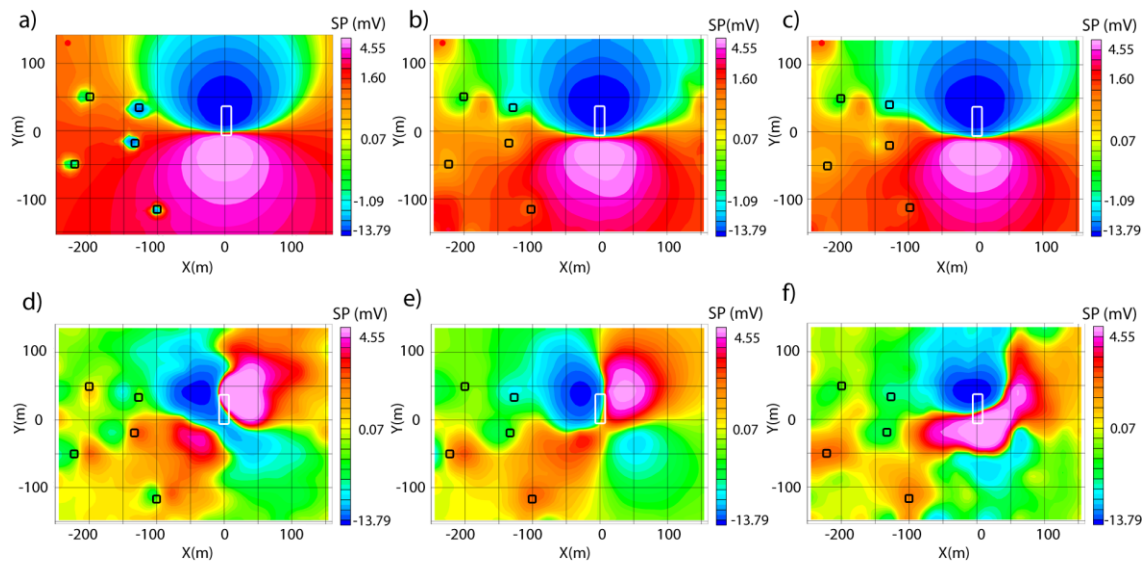 a) SP (mV) b) SP (mV) c) SP (mV)
100 4.55 100 4.55 100 4.55
1.60 1.60 1.60
Y(m) 0 0.07 Y(m) 0 0.07 Y(m) 0 0.07
-100 -1.09 -100 -1.09 -100 -1.09
-13.79 -13.79 -13.79
-200 -100 0 100 -200 -100 0 100 -200 -100 0 100
X(m) X(m) X(m)
d) SP (mV) e) SP (mV) f) SP (mV)
100 4.55 100 4.55 100 4.55
Y(m) 0 0.07 Y(m) 0 0.07 Y(m) 0 0.07
-100 -100 -100
-13.79 -13.79 -13.79
-200 -100 0 100 -200 -100 0 100 -200 -100 0 100
X(m) X(m) X(m)